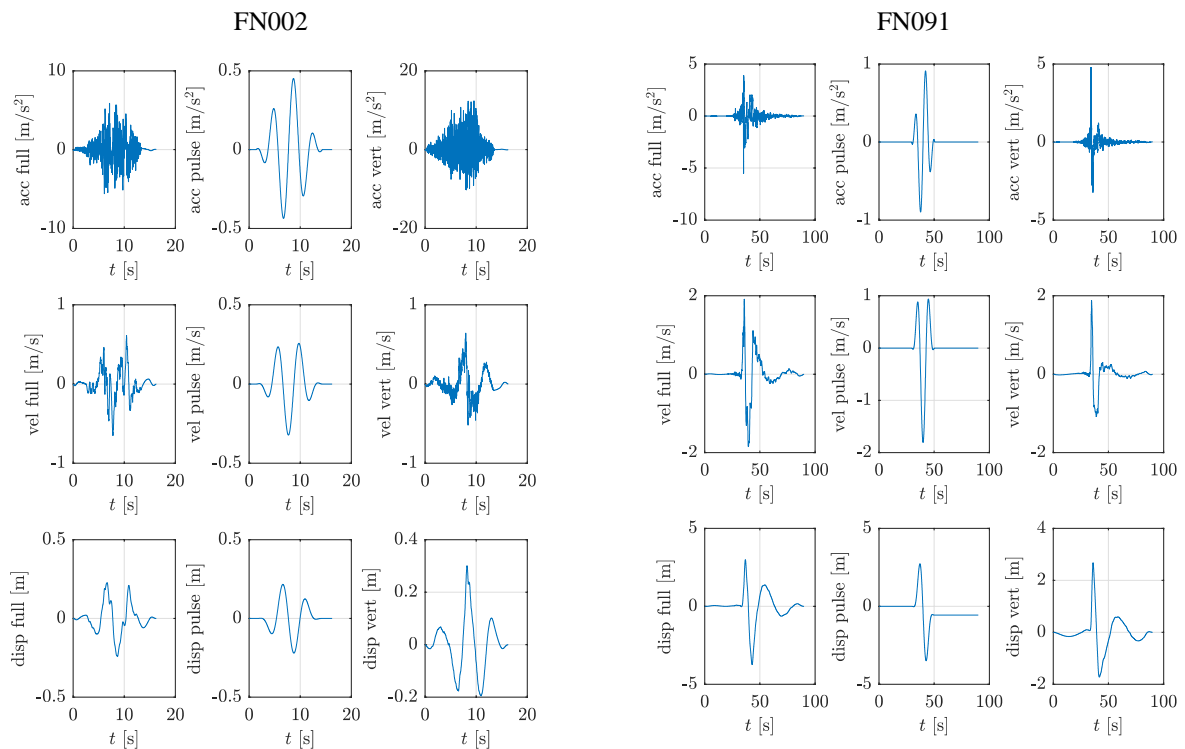 FN002
acc full [m/s²]
10
0
-10
0 10 20
t [s]
acc pulse [m/s²]
0.5
0
-0.5
0 10 20
t [s]
acc vert [m/s²]
20
0
-20
0 10 20
t [s]
vel full [m/s]
1
0
-1
0 10 20
t [s]
vel pulse [m/s]
0.5
0
-0.5
0 10 20
t [s]
vel vert [m/s]
1
0
-1
0 10 20
t [s]
disp full [m]
0.5
0
-0.5
0 10 20
t [s]
disp pulse [m]
0.5
0
-0.5
0 10 20
t [s]
disp vert [m]
0.4
0.2
0
-0.2
0 10 20
t [s]
FN091
acc full [m/s²]
5
0
-5
-10
0 50 100
t [s]
acc pulse [m/s²]
1
0
-1
0 50 100
t [s]
acc vert [m/s²]
5
0
-5
0 50 100
t [s]
vel full [m/s]
2
0
-2
0 50 100
t [s]
vel pulse [m/s]
1
0
-1
-2
0 50 100
t [s]
vel vert [m/s]
2
0
-2
0 50 100
t [s]
disp full [m]
5
0
-5
0 50 100
t [s]
disp pulse [m]
5
0
-5
0 50 100
t [s]
disp vert [m]
4
2
0
-2
0 50 100
t [s]